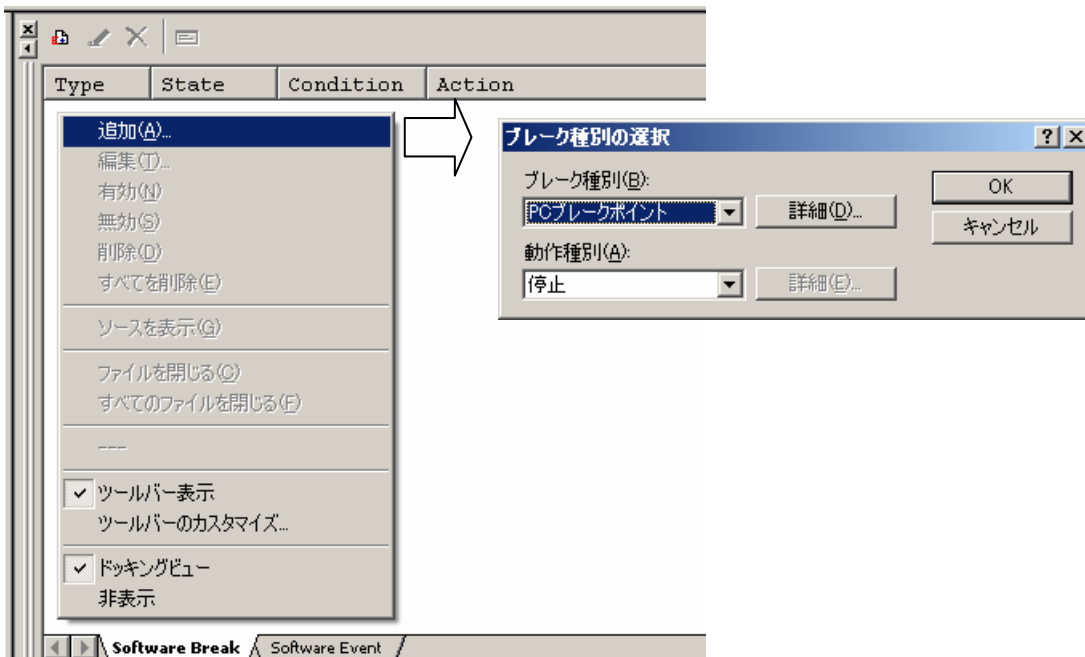 Type State Condition Action
追加(A)...
編集(T)...
有効(N)
無効(S)
削除(D)
すべてを削除(E)
ソースを表示(G)
ファイルを閉じる(C)
すべてのファイルを閉じる(F)
---
ツールバー表示
ツールバーのカスタマイズ...
ドッキングビュー
非表示
Software Break Software Event
ブレーク種別の選択
ブレーク種別(B):
PCブレークポイント 詳細(D)...
動作種別(A):
停止 詳細(E)...
OK
キャンセル